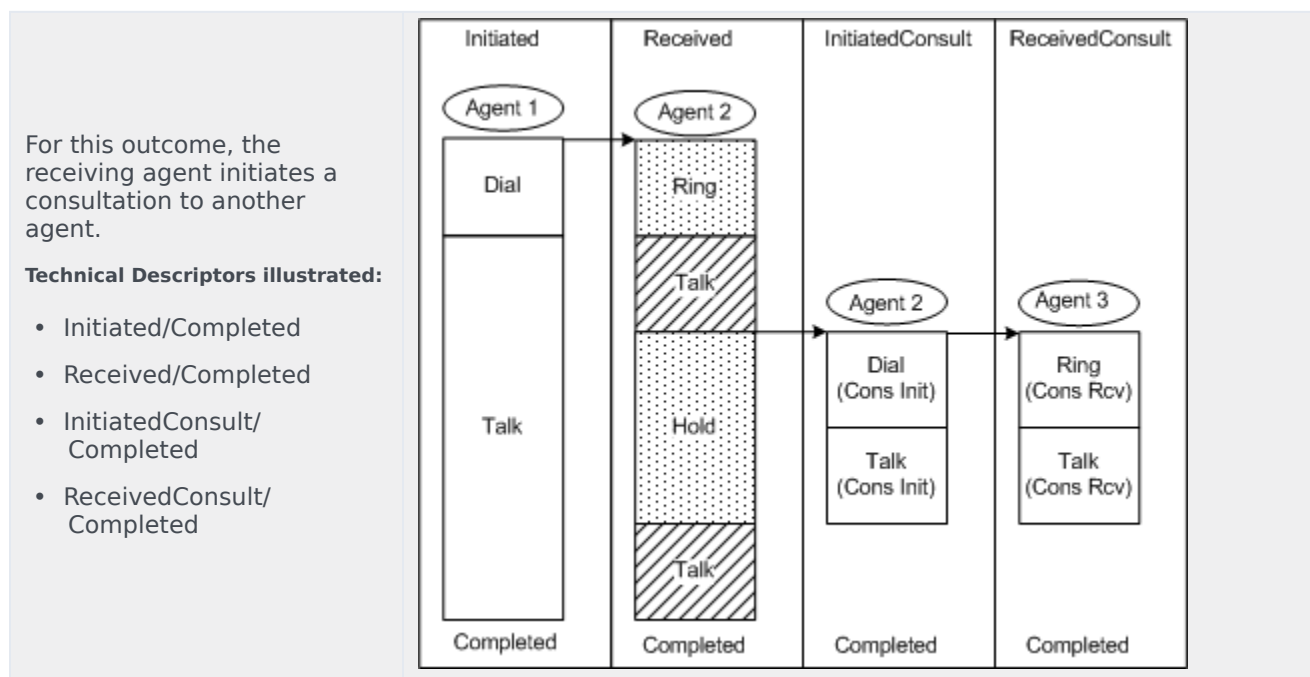 For this outcome, the
receiving agent initiates a
consultation to another
agent.
Technical Descriptors illustrated:
• Initiated/Completed
• Received/Completed
• InitiatedConsult/
Completed
• ReceivedConsult/
Completed
Initiated
Received
InitiatedConsult
ReceivedConsult
Agent 1
Dial
Talk
Completed
Agent 2
Ring
Talk
Hold
Talk
Completed
Agent 2
Dial
(Cons Init)
Talk
(Cons Init)
Completed
Agent 3
Ring
(Cons Rcv)
Talk
(Cons Rcv)
Completed